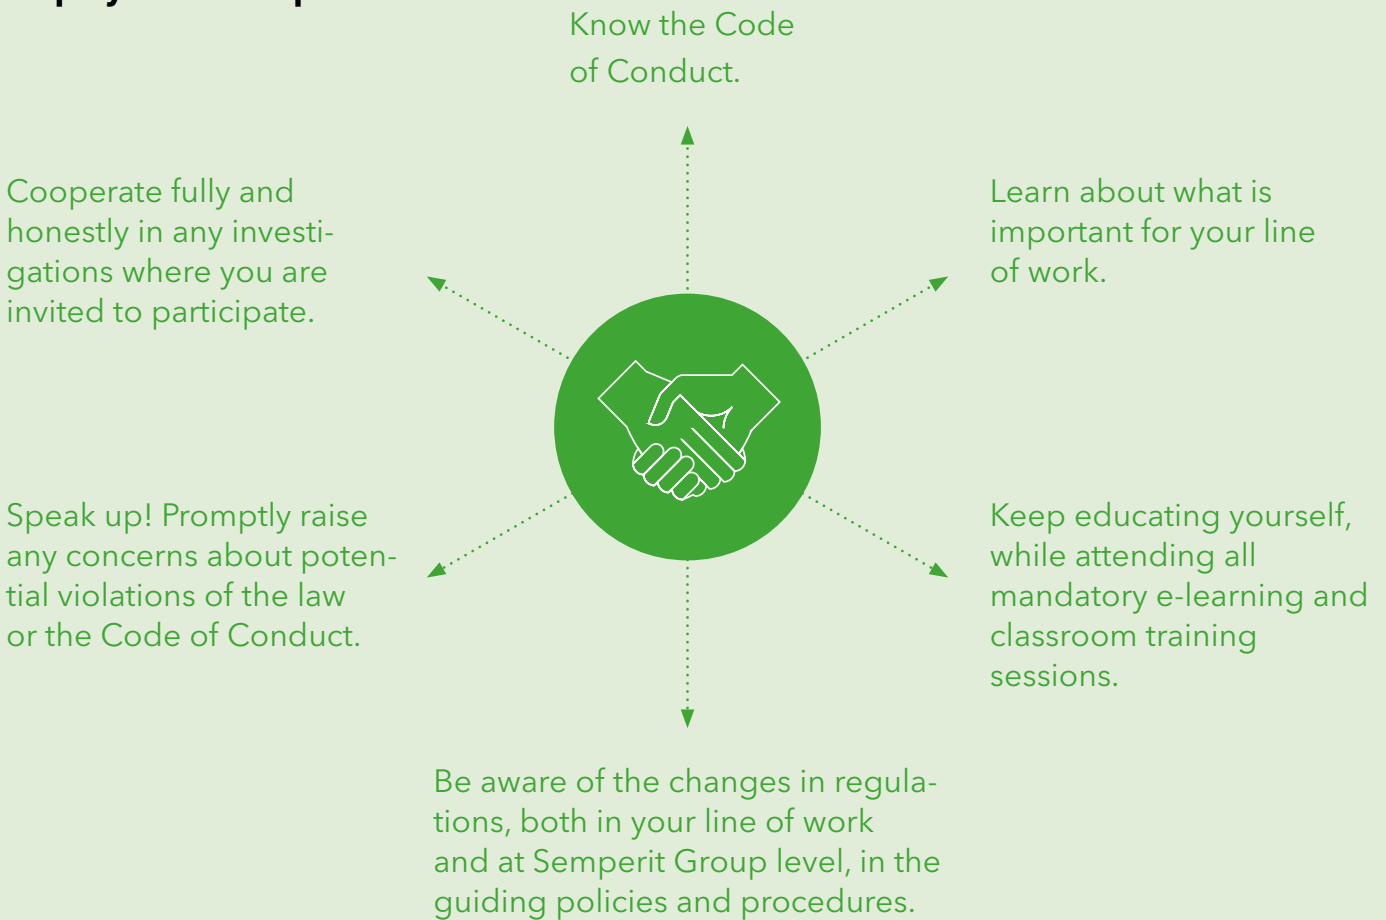 Know the Code
of Conduct.
Learn about what is
important for your line
of work.
Keep educating yourself,
while attending all
mandatory e-learning and
classroom training
sessions.
Be aware of the changes in regula-
tions, both in your line of work
and at Semperit Group level, in the
guiding policies and procedures.
Speak up! Promptly raise
any concerns about poten-
tial violations of the law
or the Code of Conduct.
Cooperate fully and
honestly in any investi-
gations where you are
invited to participate.